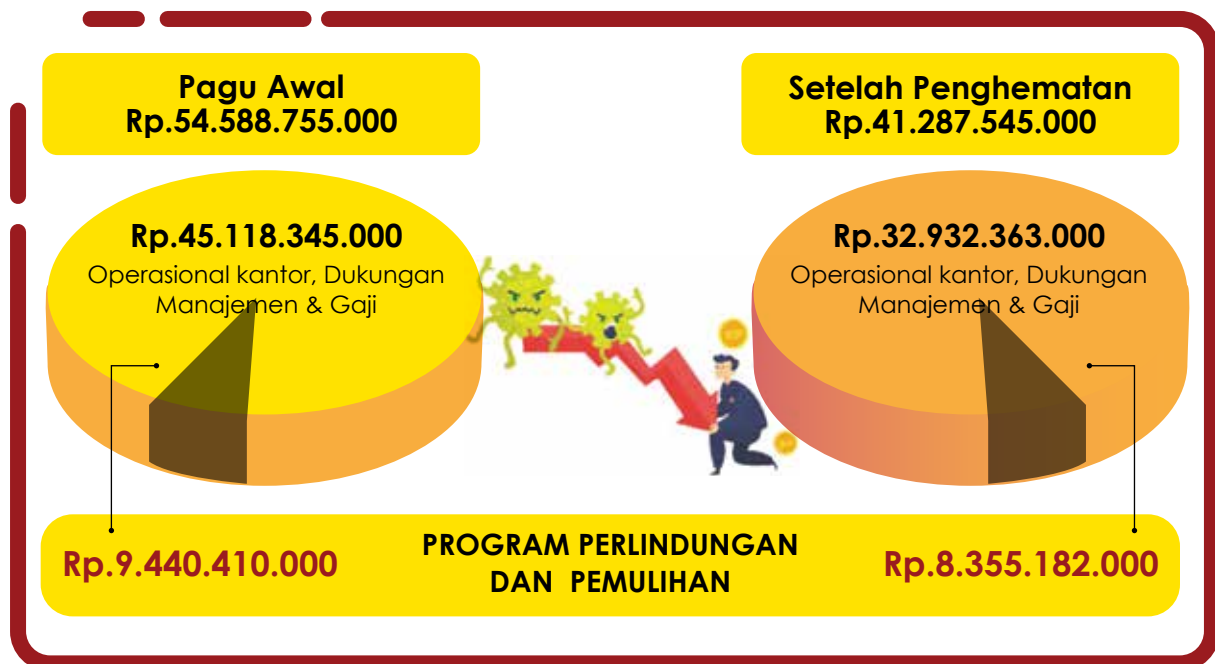 Pagu Awal
Rp.54.588.755.000
Setelah Penghematan
Rp.41.287.545.000
Rp.45.118.345.000
Operasional kantor, Dukungan
Manajemen & Gaji
Rp.32.932.363.000
Operasional kantor, Dukungan
Manajemen & Gaji
Rp.9.440.410.000
PROGRAM PERLINDUNGAN
DAN PEMULIHAN
Rp.8.355.182.000